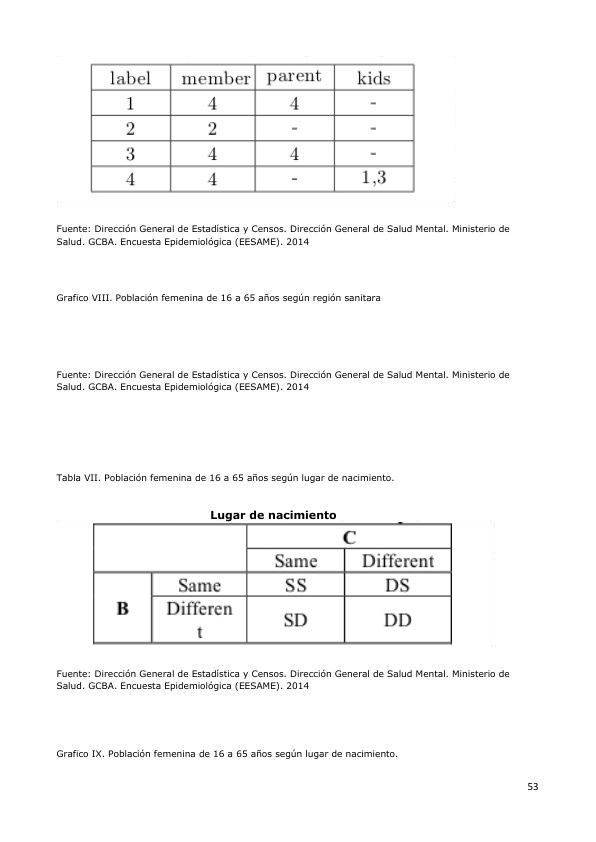 label member parent kids
1 4 4 -
2 2 - -
3 4 4 -
4 4 - 1,3
Fuente: Dirección General de Estadística y Censos. Dirección General de Salud Mental. Ministerio de
Salud. GCBA. Encuesta Epidemiológica (EESAME). 2014
Grafico VIII. Población femenina de 16 a 65 años según región sanitara
Fuente: Dirección General de Estadística y Censos. Dirección General de Salud Mental. Ministerio de
Salud. GCBA. Encuesta Epidemiológica (EESAME). 2014
Tabla VII. Población femenina de 16 a 65 años según lugar de nacimiento.
Lugar de nacimiento
C
Same Different
B Same SS DS
Differen
t SD DD
Fuente: Dirección General de Estadística y Censos. Dirección General de Salud Mental. Ministerio de
Salud. GCBA. Encuesta Epidemiológica (EESAME). 2014
Grafico IX. Población femenina de 16 a 65 años según lugar de nacimiento.
53